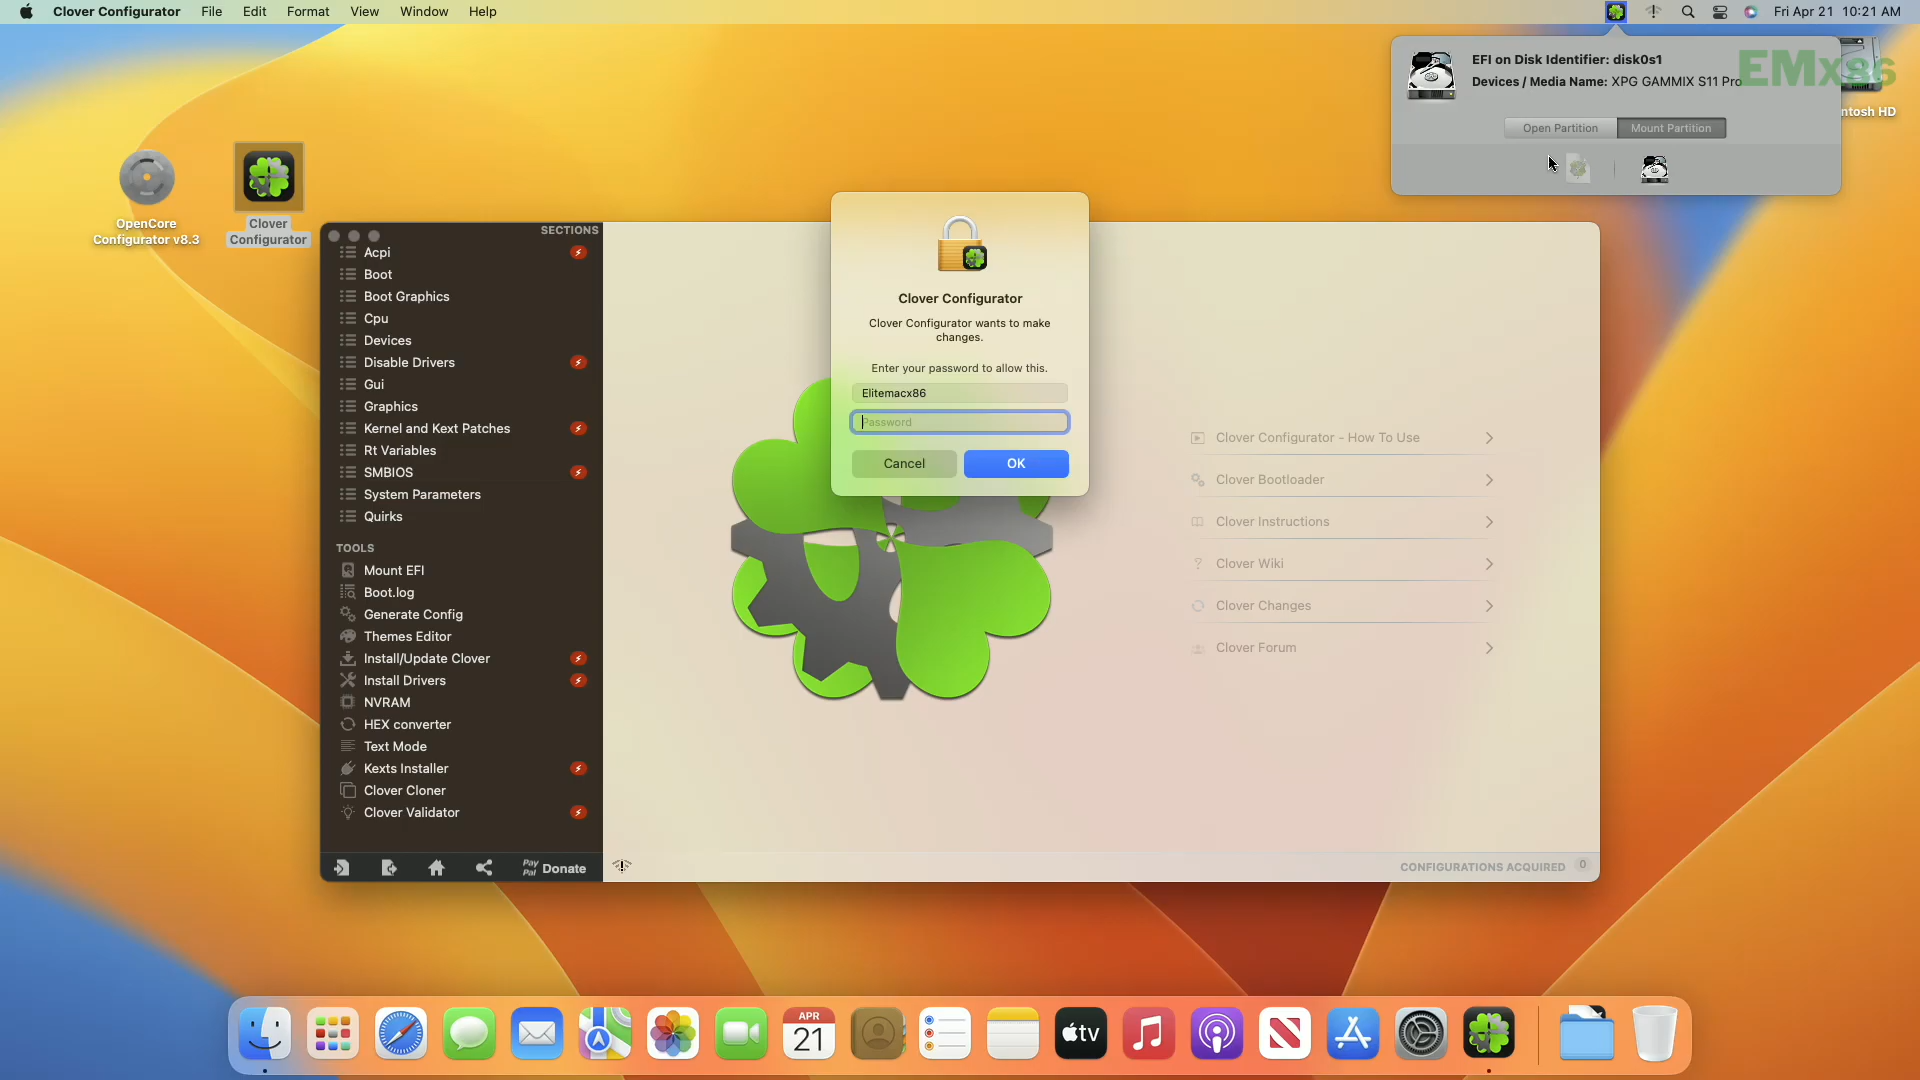 Clover Configurator File Edit Format View Window Help
Fri Apr 21 10:21 AM
EFI on Disk Identifier: disk0s1
Devices / Media Name: XPG GAMMIX S11 Pro
EMx86
Open Partition Mount Partition
ntosh HD
OpenCore
Configurator v8.3
Clover
Configurator
SECTIONS
Acpi
Boot
Boot Graphics
Cpu
Devices
Disable Drivers
Gui
Graphics
Kernel and Kext Patches
Rt Variables
SMBIOS
System Parameters
Quirks
TOOLS
Mount EFI
Boot.log
Generate Config
Themes Editor
Install/Update Clover
Install Drivers
NVRAM
HEX converter
Text Mode
Kexts Installer
Clover Cloner
Clover Validator
Pay
Pal
Donate
Clover Configurator
Clover Configurator wants to make
changes.
Enter your password to allow this.
Elitemacx86
Password
Cancel OK
Clover Configurator - How To Use
Clover Bootloader
Clover Instructions
Clover Wiki
Clover Changes
Clover Forum
CONFIGURATIONS ACQUIRED 0
APR
21
tv